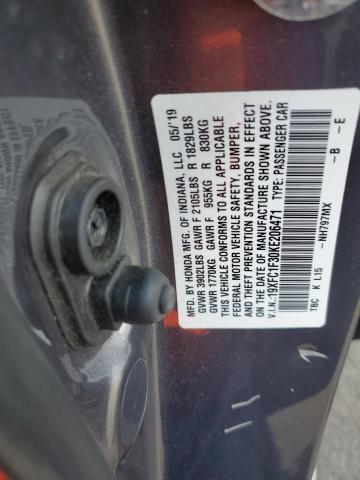 MFD. BY HONDA MFG. OF INDIANA, LLC 05/'19
GVWR 3902LBS GAWR F 2105LBS R 1829LBS
GVWR 1770KG GAWR F 955KG R 830KG
THIS VEHICLE CONFORMS TO ALL APPLICABLE
FEDERAL MOTOR VEHICLE SAFETY, BUMPER,
AND THEFT PREVENTION STANDARDS IN EFFECT
ON THE DATE OF MANUFACTURE SHOWN ABOVE.
V.I.N.:19XFC1F30KE206471 TYPE: PASSENGER CAR
TBC K L15 -NH797MX -B -E